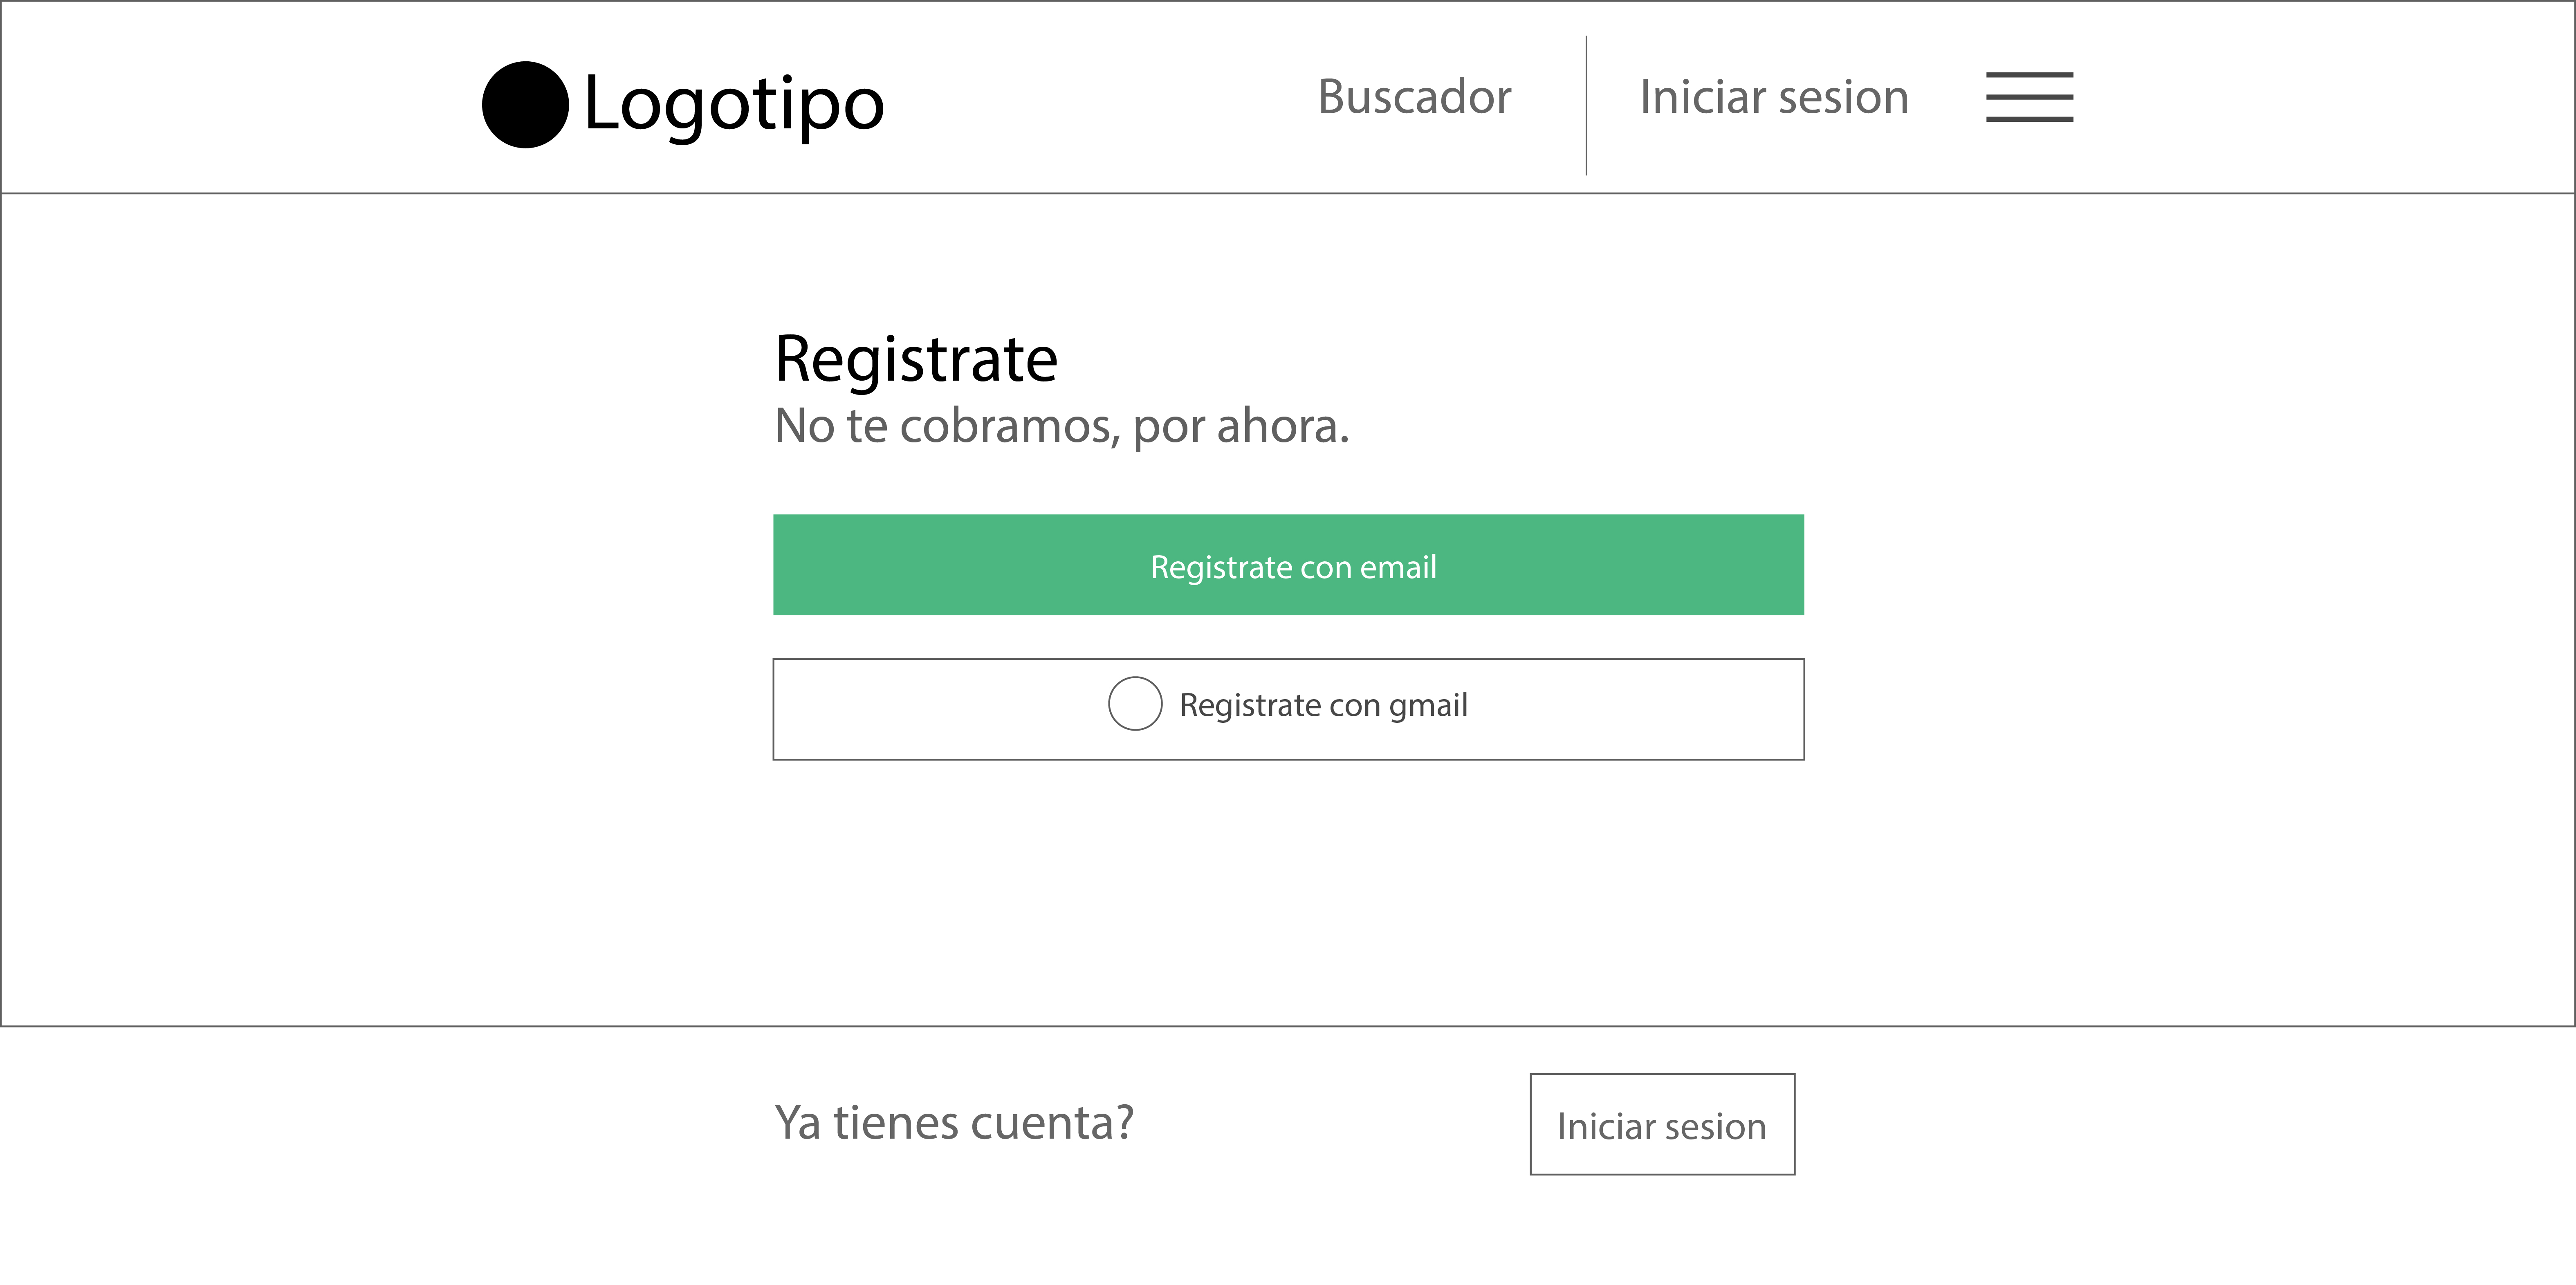 Logotipo
Buscador
Iniciar sesion
Registrate
No te cobramos, por ahora.
Registrate con email
Registrate con gmail
Ya tienes cuenta?
Iniciar sesion